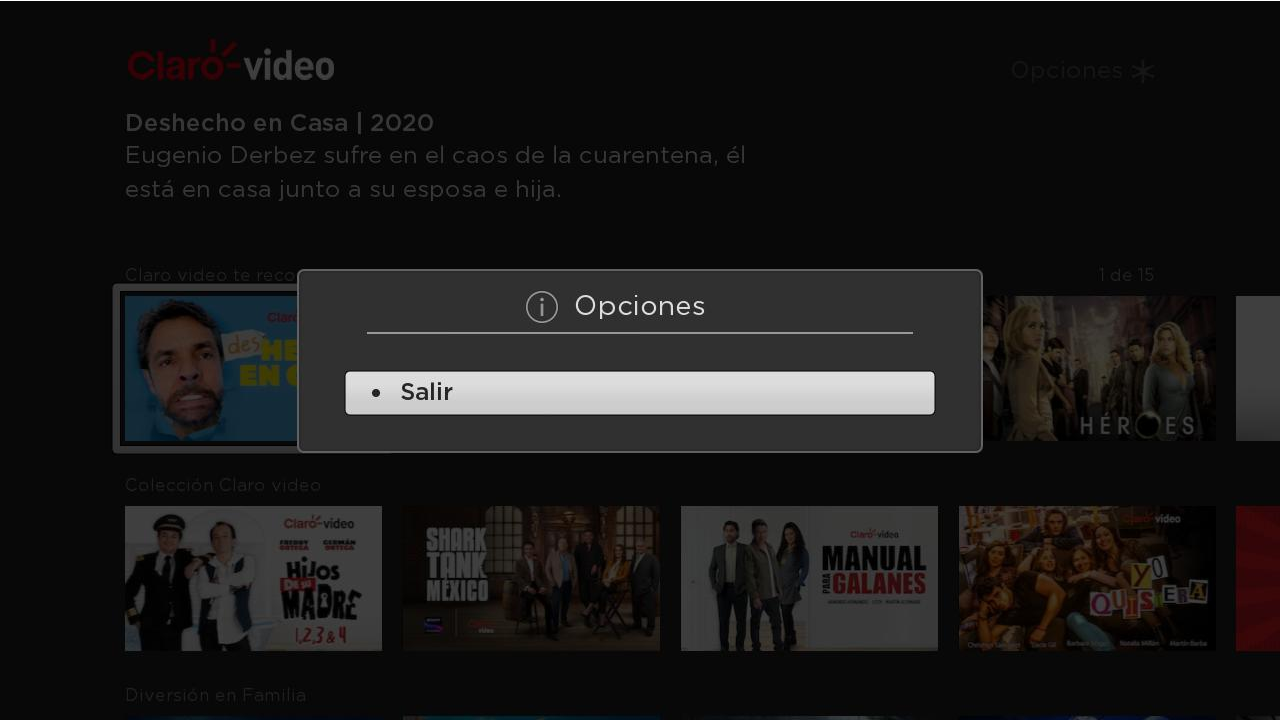 Claro-video
Opciones
Deshecho en Casa | 2020
Eugenio Derbez sufre en el caos de la cuarentena, él
está en casa junto a su esposa e hija.
Claro video te reco
1 de 15
Opciones
Salir
des
HE
EN C
HÉROES
Colección Claro video
Claro-video
FREDDY ORTEGA
GERMÁN ORTEGA
HIJOS
DE SU
MADRE
1,2,3 & 4
SHARK
TANK
MÉXICO
Claro-video
MANUAL
PARA GALANES
Claro-video
YO
QUISIERA
Diversión en Familia